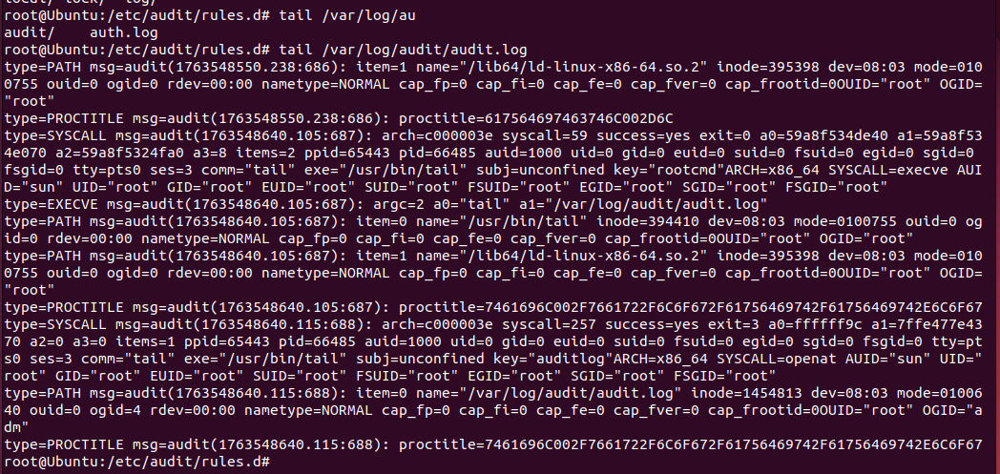 root@Ubuntu:/etc/audit/rules.d# tail /var/log/au
audit/    auth.log
root@Ubuntu:/etc/audit/rules.d# tail /var/log/audit/audit.log
type=PATH msg=audit(1763548550.238:686): item=1 name="/lib64/ld-linux-x86-64.so.2" inode=395398 dev=08:03 mode=010
0755 ouid=0 ogid=0 rdev=00:00 nametype=NORMAL cap_fp=0 cap_fi=0 cap_fe=0 cap_fver=0 cap_frootid=0OUID="root" OGID=
"root"
type=PROCTITLE msg=audit(1763548550.238:686): proctitle=617564697463746C002D6C
type=SYSCALL msg=audit(1763548640.105:687): arch=c000003e syscall=59 success=yes exit=0 a0=59a8f534de40 a1=59a8f53
4e070 a2=59a8f5324fa0 a3=8 items=2 ppid=65443 pid=66485 auid=1000 uid=0 gid=0 euid=0 suid=0 fsuid=0 egid=0 sgid=0
fsgid=0 tty=pts0 ses=3 comm="tail" exe="/usr/bin/tail" subj=unconfined key="rootcmd"ARCH=x86_64 SYSCALL=execve AUI
D="sun" UID="root" GID="root" EUID="root" SUID="root" FSUID="root" EGID="root" SGID="root" FSGID="root"
type=EXECVE msg=audit(1763548640.105:687): argc=2 a0="tail" a1="/var/log/audit/audit.log"
type=PATH msg=audit(1763548640.105:687): item=0 name="/usr/bin/tail" inode=394410 dev=08:03 mode=0100755 ouid=0 og
id=0 rdev=00:00 nametype=NORMAL cap_fp=0 cap_fi=0 cap_fe=0 cap_fver=0 cap_frootid=0OUID="root" OGID="root"
type=PATH msg=audit(1763548640.105:687): item=1 name="/lib64/ld-linux-x86-64.so.2" inode=395398 dev=08:03 mode=010
0755 ouid=0 ogid=0 rdev=00:00 nametype=NORMAL cap_fp=0 cap_fi=0 cap_fe=0 cap_fver=0 cap_frootid=0OUID="root" OGID=
"root"
type=PROCTITLE msg=audit(1763548640.105:687): proctitle=7461696C002F7661722F6C6F672F61756469742F61756469742E6C6F67
type=SYSCALL msg=audit(1763548640.115:688): arch=c000003e syscall=257 success=yes exit=3 a0=ffffff9c a1=7ffe477e43
70 a2=0 a3=0 items=1 ppid=65443 pid=66485 auid=1000 uid=0 gid=0 euid=0 suid=0 fsuid=0 egid=0 sgid=0 fsgid=0 tty=pt
s0 ses=3 comm="tail" exe="/usr/bin/tail" subj=unconfined key="auditlog"ARCH=x86_64 SYSCALL=openat AUID="sun" UID="
root" GID="root" EUID="root" SUID="root" FSUID="root" EGID="root" SGID="root" FSGID="root"
type=PATH msg=audit(1763548640.115:688): item=0 name="/var/log/audit/audit.log" inode=1454813 dev=08:03 mode=01006
40 ouid=0 ogid=4 rdev=00:00 nametype=NORMAL cap_fp=0 cap_fi=0 cap_fe=0 cap_fver=0 cap_frootid=0OUID="root" OGID="a
dm"
type=PROCTITLE msg=audit(1763548640.115:688): proctitle=7461696C002F7661722F6C6F672F61756469742F61756469742E6C6F67
root@Ubuntu:/etc/audit/rules.d#